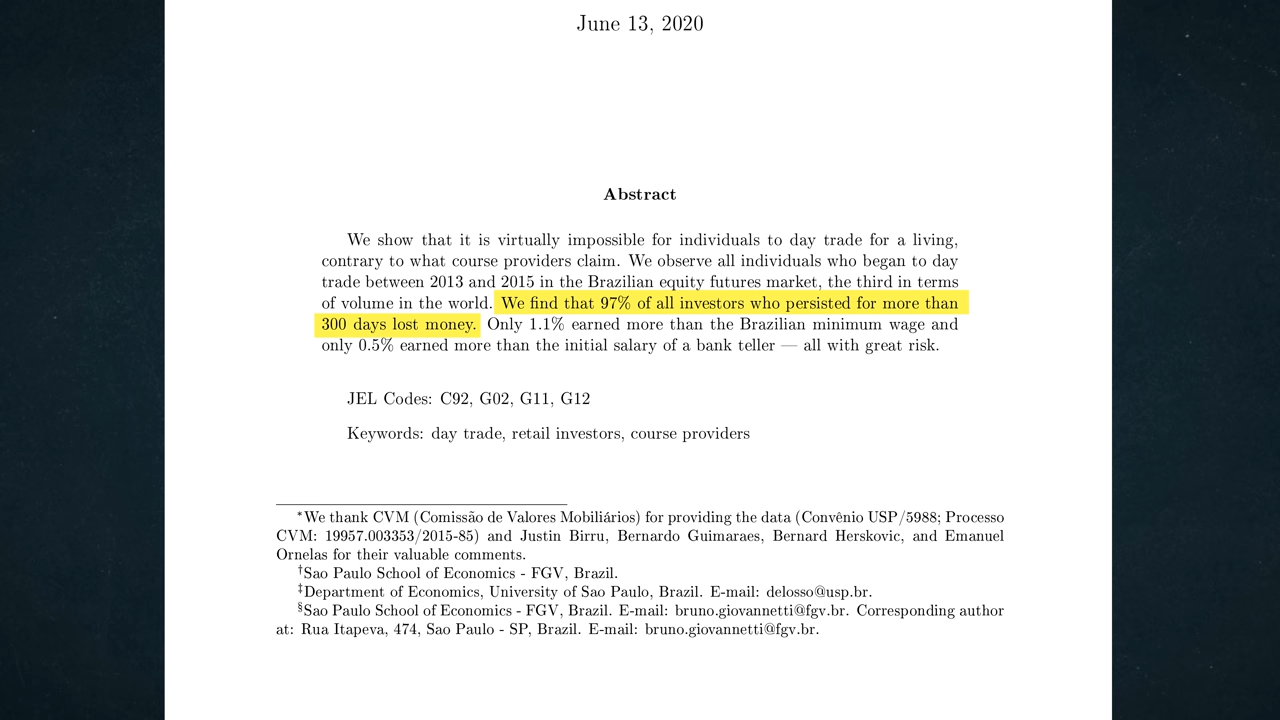 June 13, 2020
Abstract
We show that it is virtually impossible for individuals to day trade for a living,
contrary to what course providers claim. We observe all individuals who began to day
trade between 2013 and 2015 in the Brazilian equity futures market, the third in terms
of volume in the world. We find that 97% of all investors who persisted for more than
300 days lost money. Only 1.1% earned more than the Brazilian minimum wage and
only 0.5% earned more than the initial salary of a bank teller — all with great risk.
JEL Codes: C92, G02, G11, G12
Keywords: day trade, retail investors, course providers
*We thank CVM (Comissão de Valores Mobiliários) for providing the data (Convênio USP/5988; Processo
CVM: 19957.003353/2015-85) and Justin Birru, Bernardo Guimaraes, Bernard Herskovic, and Emanuel
Ornelas for their valuable comments.
†Sao Paulo School of Economics - FGV, Brazil.
‡Department of Economics, University of Sao Paulo, Brazil. E-mail: delosso@usp.br.
§Sao Paulo School of Economics - FGV, Brazil. E-mail: bruno.giovannetti@fgv.br. Corresponding author
at: Rua Itapeva, 474, Sao Paulo - SP, Brazil. E-mail: bruno.giovannetti@fgv.br.